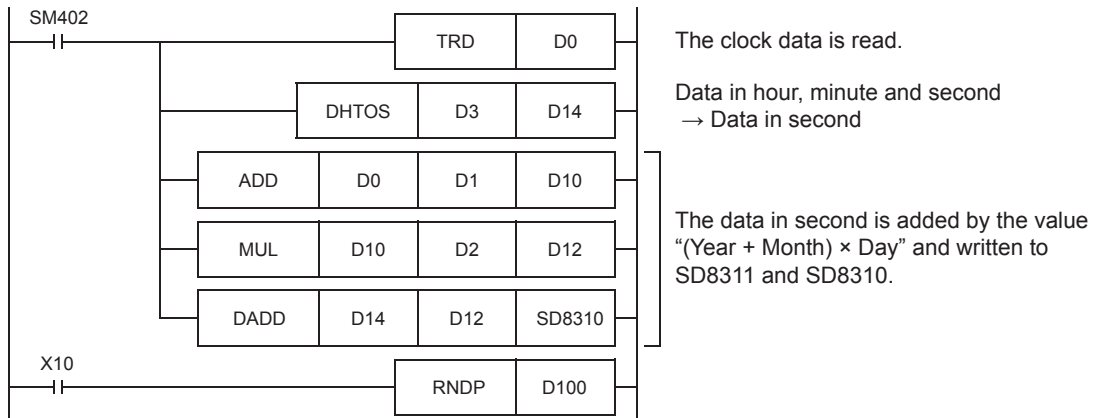 SM402
TRD D0
The clock data is read.
DHTOS D3 D14
Data in hour, minute and second
→ Data in second
ADD D0 D1 D10
MUL D10 D2 D12
The data in second is added by the value
“(Year + Month) × Day” and written to
SD8311 and SD8310.
DADD D14 D12 SD8310
X10
RNDP D100